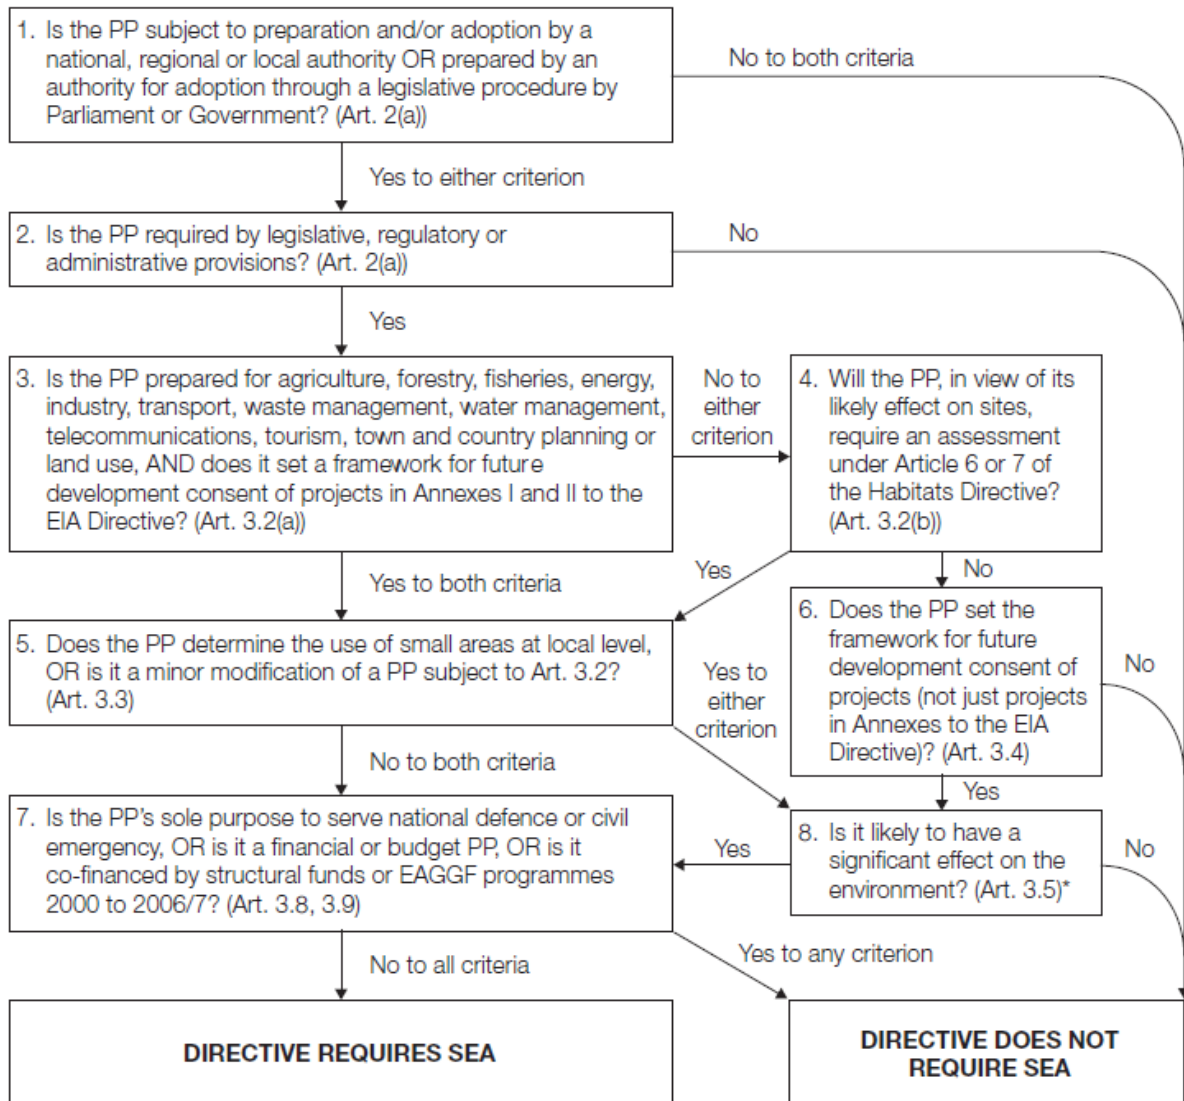 1. Is the PP subject to preparation and/or adoption by a
national, regional or local authority OR prepared by an
authority for adoption through a legislative procedure by
Parliament or Government? (Art. 2(a))
No to both criteria
Yes to either criterion
2. Is the PP required by legislative, regulatory or
administrative provisions? (Art. 2(a))
No
Yes
3. Is the PP prepared for agriculture, forestry, fisheries, energy,
industry, transport, waste management, water management,
telecommunications, tourism, town and country planning or
land use, AND does it set a framework for future
development consent of projects in Annexes I and II to the
EIA Directive? (Art. 3.2(a))
No to
either
criterion
4. Will the PP, in view of its
likely effect on sites,
require an assessment
under Article 6 or 7 of
the Habitats Directive?
(Art. 3.2(b))
Yes to both criteria
Yes
No
5. Does the PP determine the use of small areas at local level,
OR is it a minor modification of a PP subject to Art. 3.2?
(Art. 3.3)
Yes to
either
criterion
6. Does the PP set the
framework for future
development consent of
projects (not just projects
in Annexes to the EIA
Directive)? (Art. 3.4)
No
No to both criteria
Yes
7. Is the PP's sole purpose to serve national defence or civil
emergency, OR is it a financial or budget PP, OR is it
co-financed by structural funds or EAGGF programmes
2000 to 2006/7? (Art. 3.8, 3.9)
Yes
8. Is it likely to have a
significant effect on the
environment? (Art. 3.5)*
No
No to all criteria
Yes to any criterion
DIRECTIVE REQUIRES SEA
DIRECTIVE DOES NOT
REQUIRE SEA